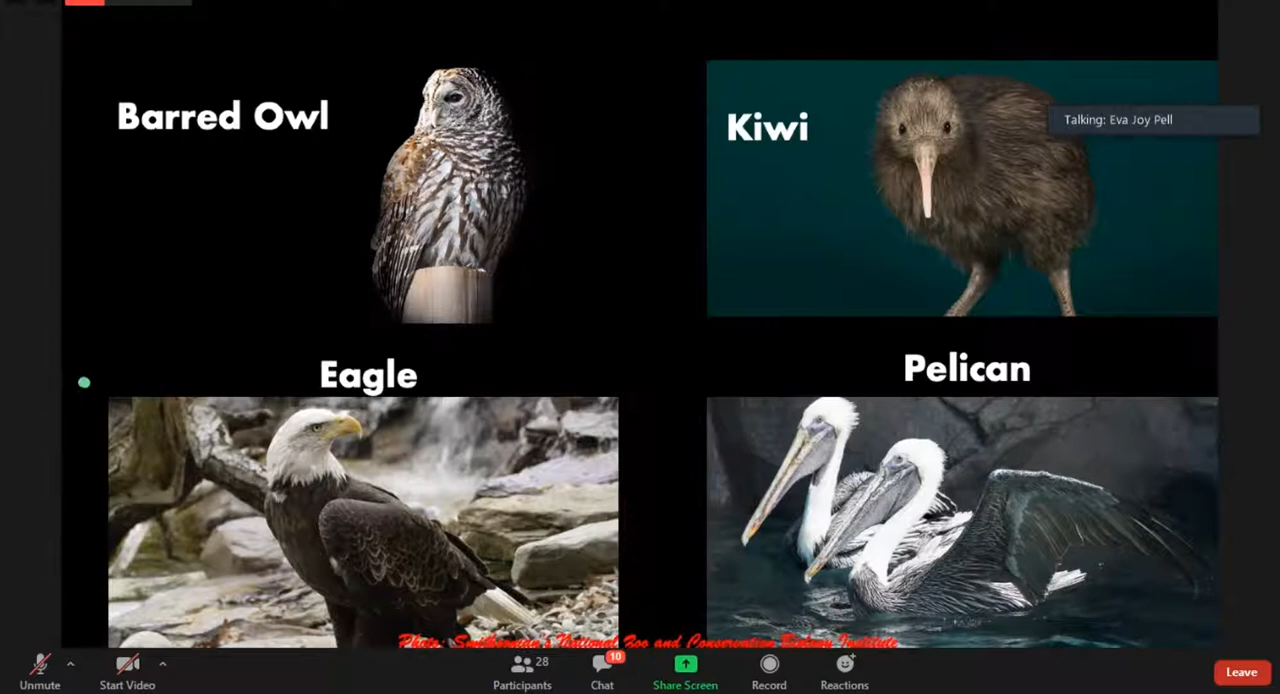 Barred Owl
Kiwi
Talking: Eva Joy Pell
Eagle
Pelican
Photo: Smithsonian's National Zoo and Conservation Biology Institute
28
10
Unmute
Start Video
Participants
Chat
Share Screen
Record
Reactions
Leave